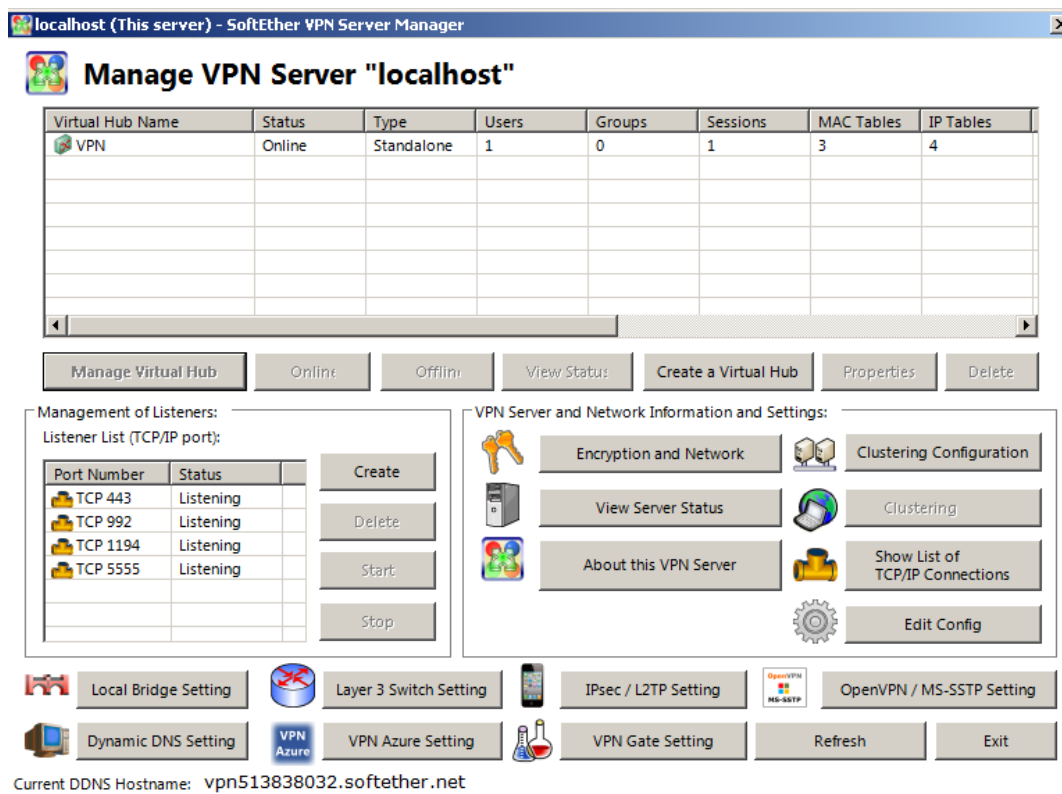 localhost (This server) - SoftEther VPN Server Manager
Manage VPN Server "localhost"
Virtual Hub Name Status Type Users Groups Sessions MAC Tables IP Tables
VPN Online Standalone 1 0 1 3 4
Manage Virtual Hub Online Offline View Status Create a Virtual Hub Properties Delete
Management of Listeners:
Listener List (TCP/IP port):
Port Number Status
TCP 443 Listening
TCP 992 Listening
TCP 1194 Listening
TCP 5555 Listening
Create
Delete
Start
Stop
VPN Server and Network Information and Settings:
Encryption and Network Clustering Configuration
View Server Status Clustering
About this VPN Server Show List of
TCP/IP Connections
Edit Config
Local Bridge Setting Layer 3 Switch Setting IPsec / L2TP Setting OpenVPN MS-SSTP OpenVPN / MS-SSTP Setting
Dynamic DNS Setting VPN Azure VPN Azure Setting VPN Gate Setting Refresh Exit
Current DDNS Hostname: vpn513838032.softether.net